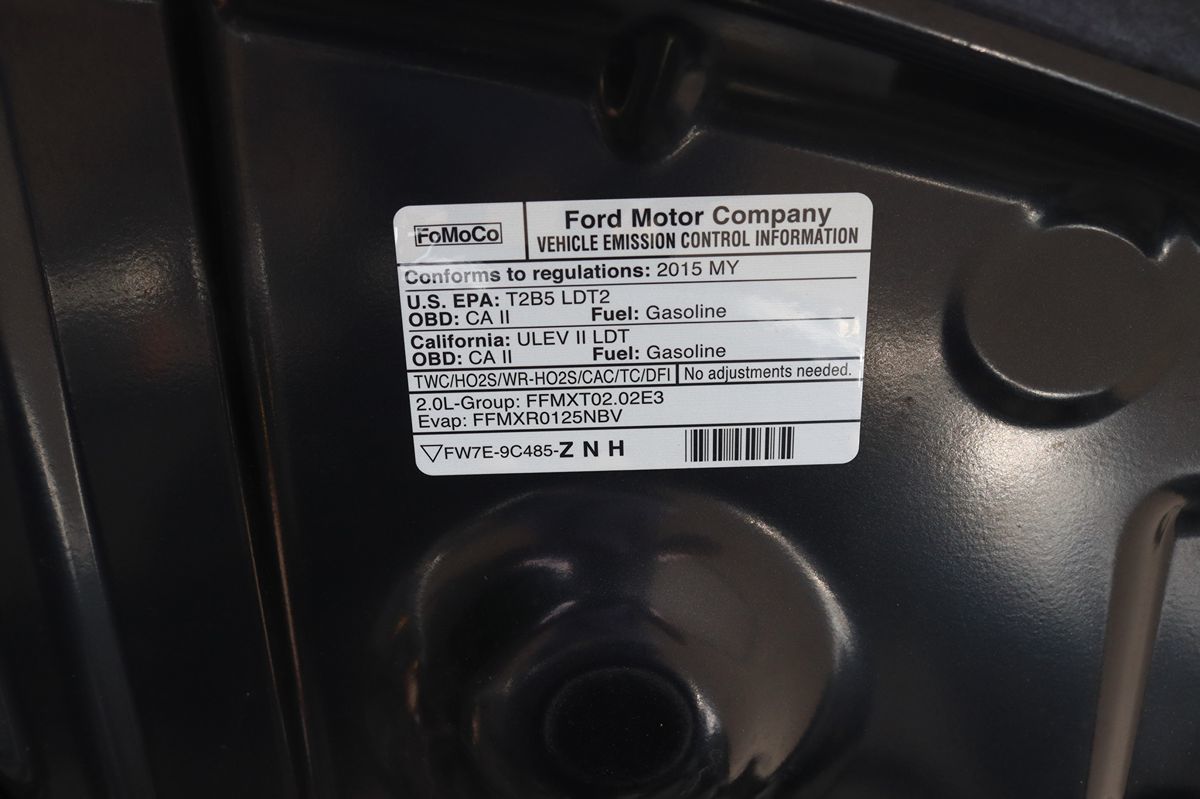 FoMoCo
Ford Motor Company
VEHICLE EMISSION CONTROL INFORMATION
Conforms to regulations: 2015 MY
U.S. EPA: T2B5 LDT2
OBD: CA II Fuel: Gasoline
California: ULEV II LDT
OBD: CA II Fuel: Gasoline
TWC/HO2S/WR-HO2S/CAC/TC/DFI No adjustments needed.
2.0L-Group: FFMXT02.02E3
Evap: FFMXR0125NBV
FW7E-9C485-Z N H